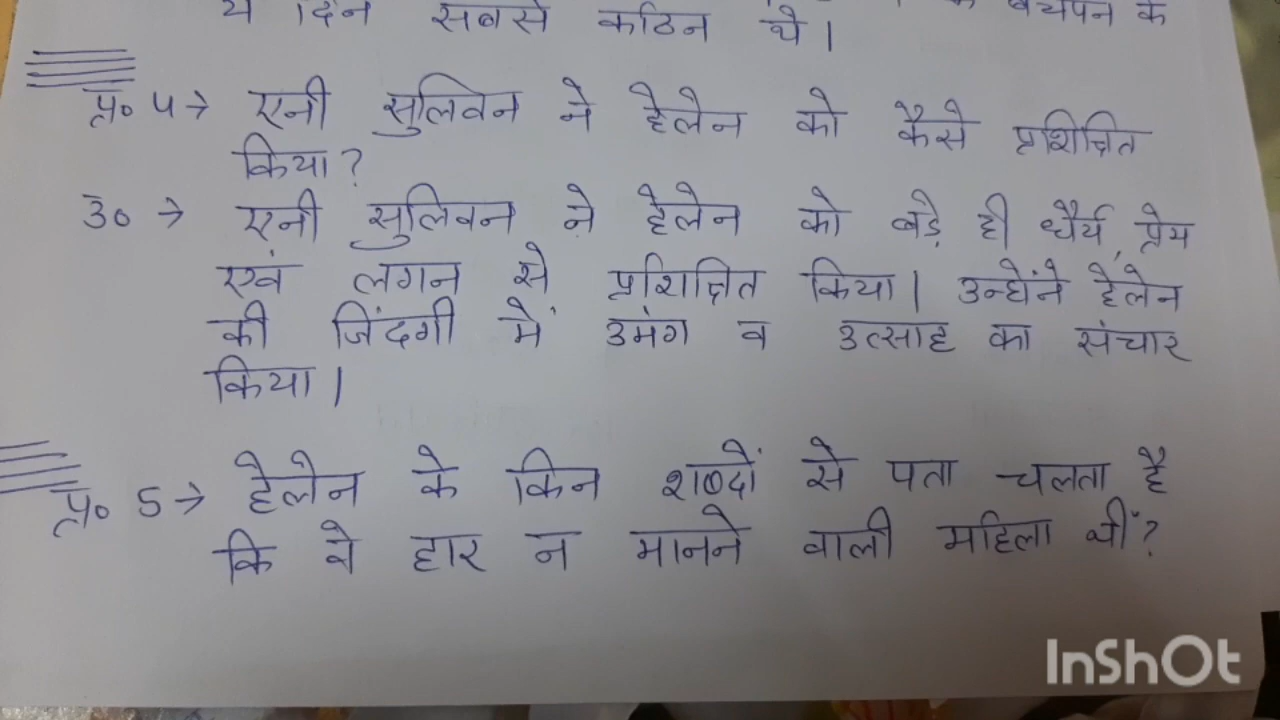 ये दिन सबसे कठिन थे।
प्र० 4→ एनी सुलिवेन ने हेलेन को कैसे प्रशिक्षित
किया?
उ० → एनी सुलिवन ने हेलेन को बड़े ही धैर्य, प्रेम
एवं लगन से प्रशिक्षित किया। उन्होंने हेलेन
की जिंदगी में उमंग व उत्साह का संचार
किया।
प्र० 5→ हेलेन के किन शब्दों से पता चलता है
कि वे हार न मानने वाली महिला थीं?
InShOt